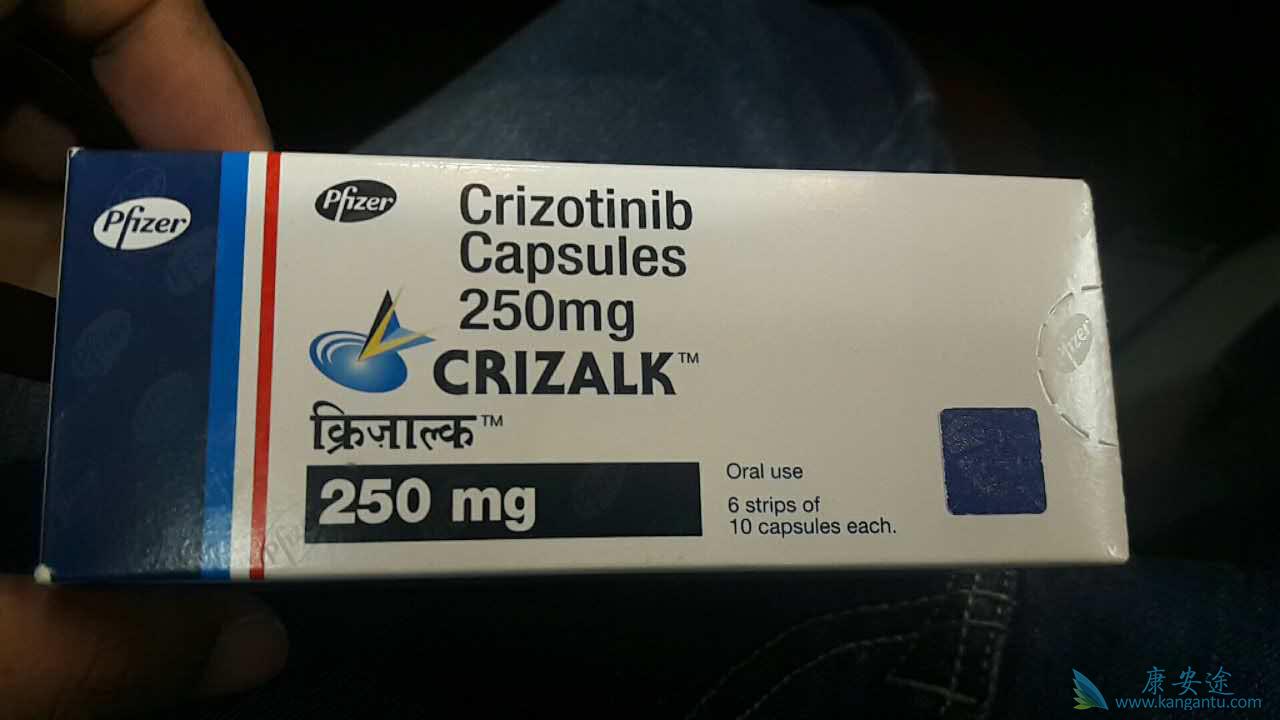 Pfizer
Pfizer
Crizotinib
Capsules
250mg
CRIZALK™
क्रिज़ाल्क™
250 mg
Oral use
6 strips of
10 capsules each.
Pfizer
康安途
www.kangantu.com